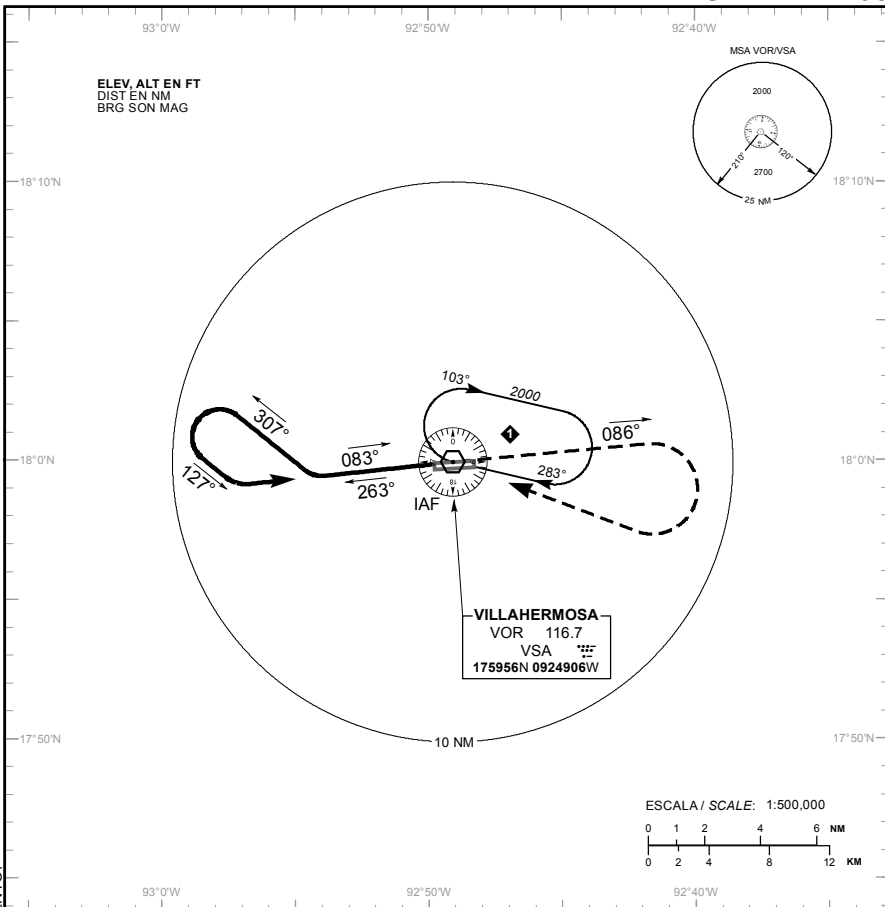 93°0'W
92°50'W
92°40'W
MSA VOR/VSA
2000
210°
120°
2700
25 NM
ELEV, ALT EN FT
DIST EN NM
BRG SON MAG
18°10'N
18°10'N
103°
2000
307°
1
086°
083°
18°0'N
18°0'N
127°
263°
283°
0
18
IAF
VILLAHERMOSA
VOR 116.7
VSA
175956N 0924906W
17°50'N
17°50'N
10 NM
ESCALA / SCALE: 1:500,000
0 1 2 4 6 NM
0 2 4 8 12 KM
93°0'W
92°50'W
92°40'W